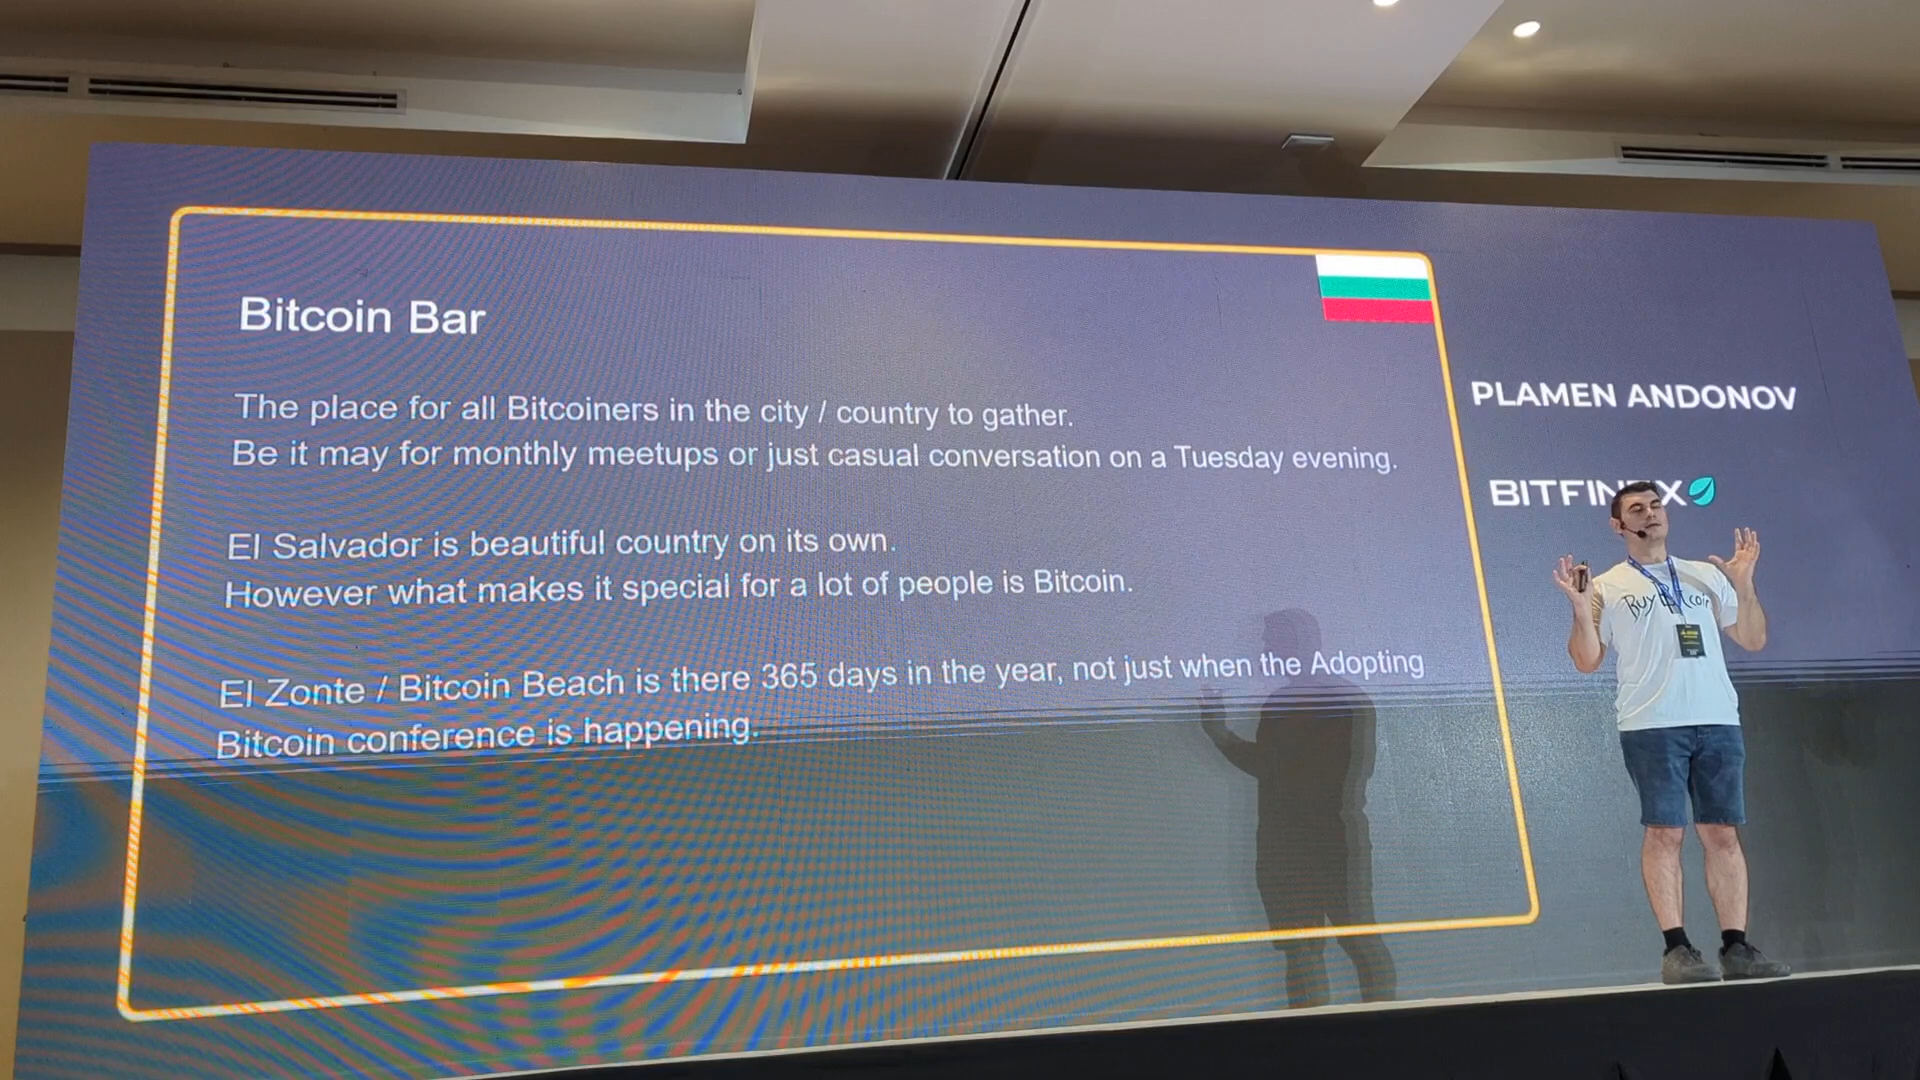 Bitcoin Bar
The place for all Bitcoiners in the city / country to gather.
Be it may for monthly meetups or just casual conversation on a Tuesday evening.
El Salvador is beautiful country on its own.
However what makes it special for a lot of people is Bitcoin.
El Zonte / Bitcoin Beach is there 365 days in the year, not just when the Adopting
Bitcoin conference is happening.
PLAMEN ANDONOV
BITFINEX
Buy Bitcoin